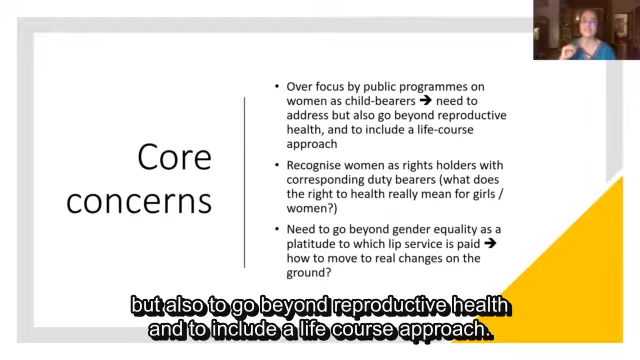 Core
concerns
• Over focus by public programmes on
women as child-bearers ➔ need to
address but also go beyond reproductive
health, and to include a life-course
approach
• Recognise women as rights holders with
corresponding duty bearers (what does
the right to health really mean for girls /
women?)
• Need to go beyond gender equality as a
platitude to which lip service is paid ➔
how to move to real changes on the
ground?
but also to go beyond reproductive health
and to include a life course approach.